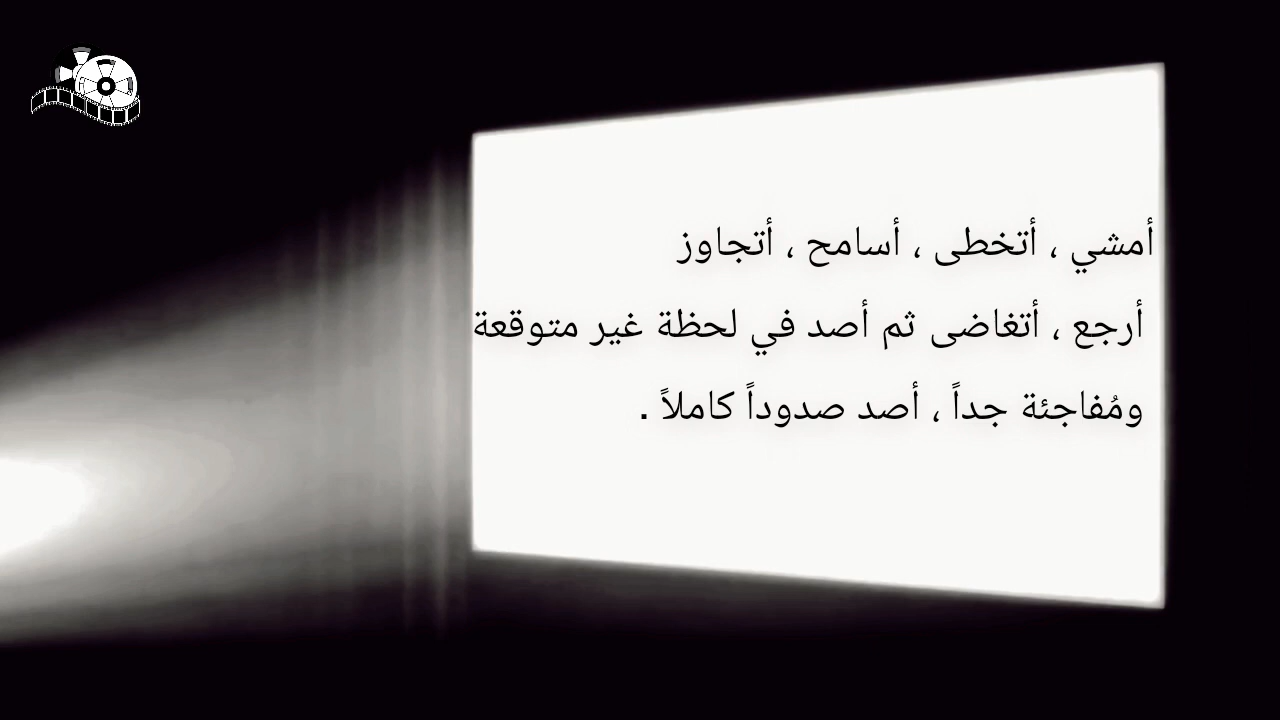 أمشي ، أتخطى ، أسامح ، أتجاوز
أرجع ، أتغاضى ثم أصد في لحظة غير متوقعة
ومُفاجئة جداً ، أصد صدوداً كاملاً .